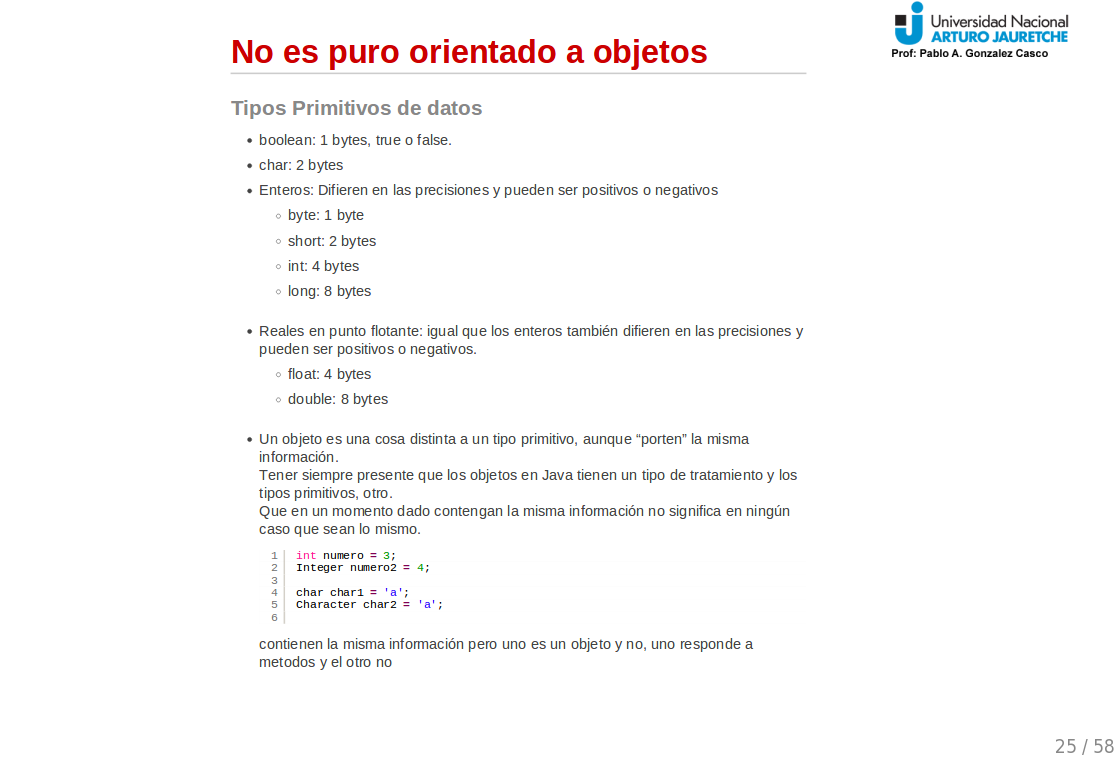 Universidad Nacional
ARTURO JAURETCHE
Prof: Pablo A. Gonzalez Casco
No es puro orientado a objetos
Tipos Primitivos de datos
• boolean: 1 bytes, true o false.
• char: 2 bytes
• Enteros: Difieren en las precisiones y pueden ser positivos o negativos
◦ byte: 1 byte
◦ short: 2 bytes
◦ int: 4 bytes
◦ long: 8 bytes
• Reales en punto flotante: igual que los enteros también difieren en las precisiones y
pueden ser positivos o negativos.
◦ float: 4 bytes
◦ double: 8 bytes
• Un objeto es una cosa distinta a un tipo primitivo, aunque “porten” la misma
información.
Tener siempre presente que los objetos en Java tienen un tipo de tratamiento y los
tipos primitivos, otro.
Que en un momento dado contengan la misma información no significa en ningún
caso que sean lo mismo.
1 int numero = 3;
2 Integer numero2 = 4;
3
4 char char1 = 'a';
5 Character char2 = 'a';
6
contienen la misma información pero uno es un objeto y no, uno responde a
metodos y el otro no
25 / 58